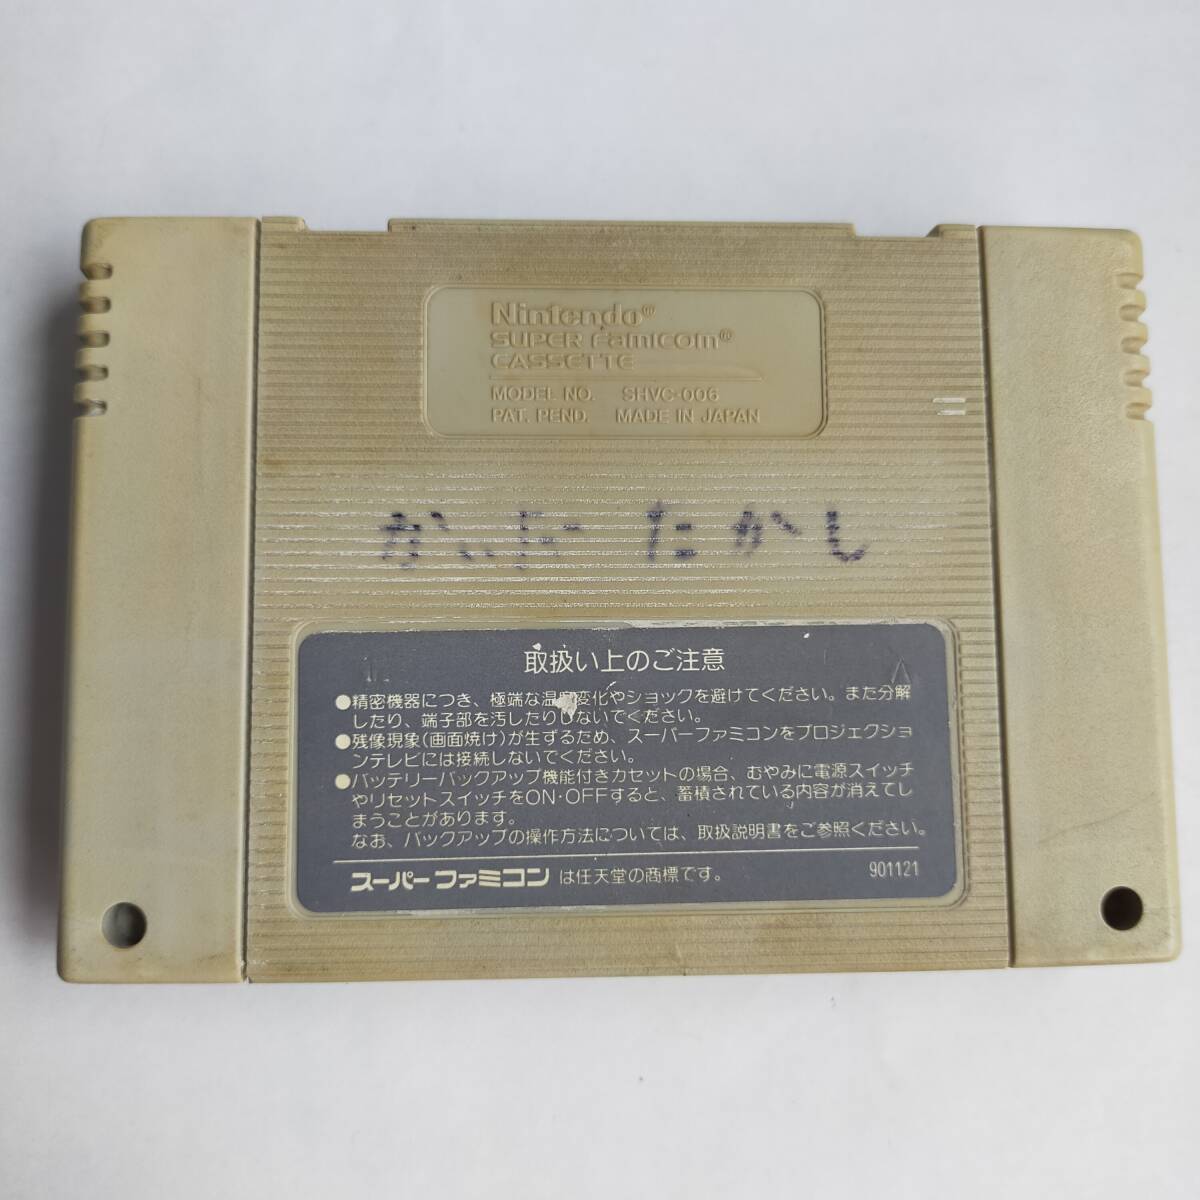 Nintendo®
SUPER Famicom®
CASSETTE
MODEL NO. SHVC-006
PAT. PEND. MADE IN JAPAN
たかし
取扱い上のご注意
●精密機器につき、極端な温度変化やショックを避けてください。また分解
したり、端子部を汚したりしないでください。
●残像現象(画面焼け)が生ずるため、スーパーファミコンをプロジェクショ
ンテレビには接続しないでください。
●バッテリーバックアップ機能付きカセットの場合、むやみに電源スイッチ
やリセットスイッチをON・OFFすると、蓄積されている内容が消えてし
まうことがあります。
なお、バックアップの操作方法については、取扱説明書をご参照ください。
スーパーファミコン は任天堂の商標です。 901121